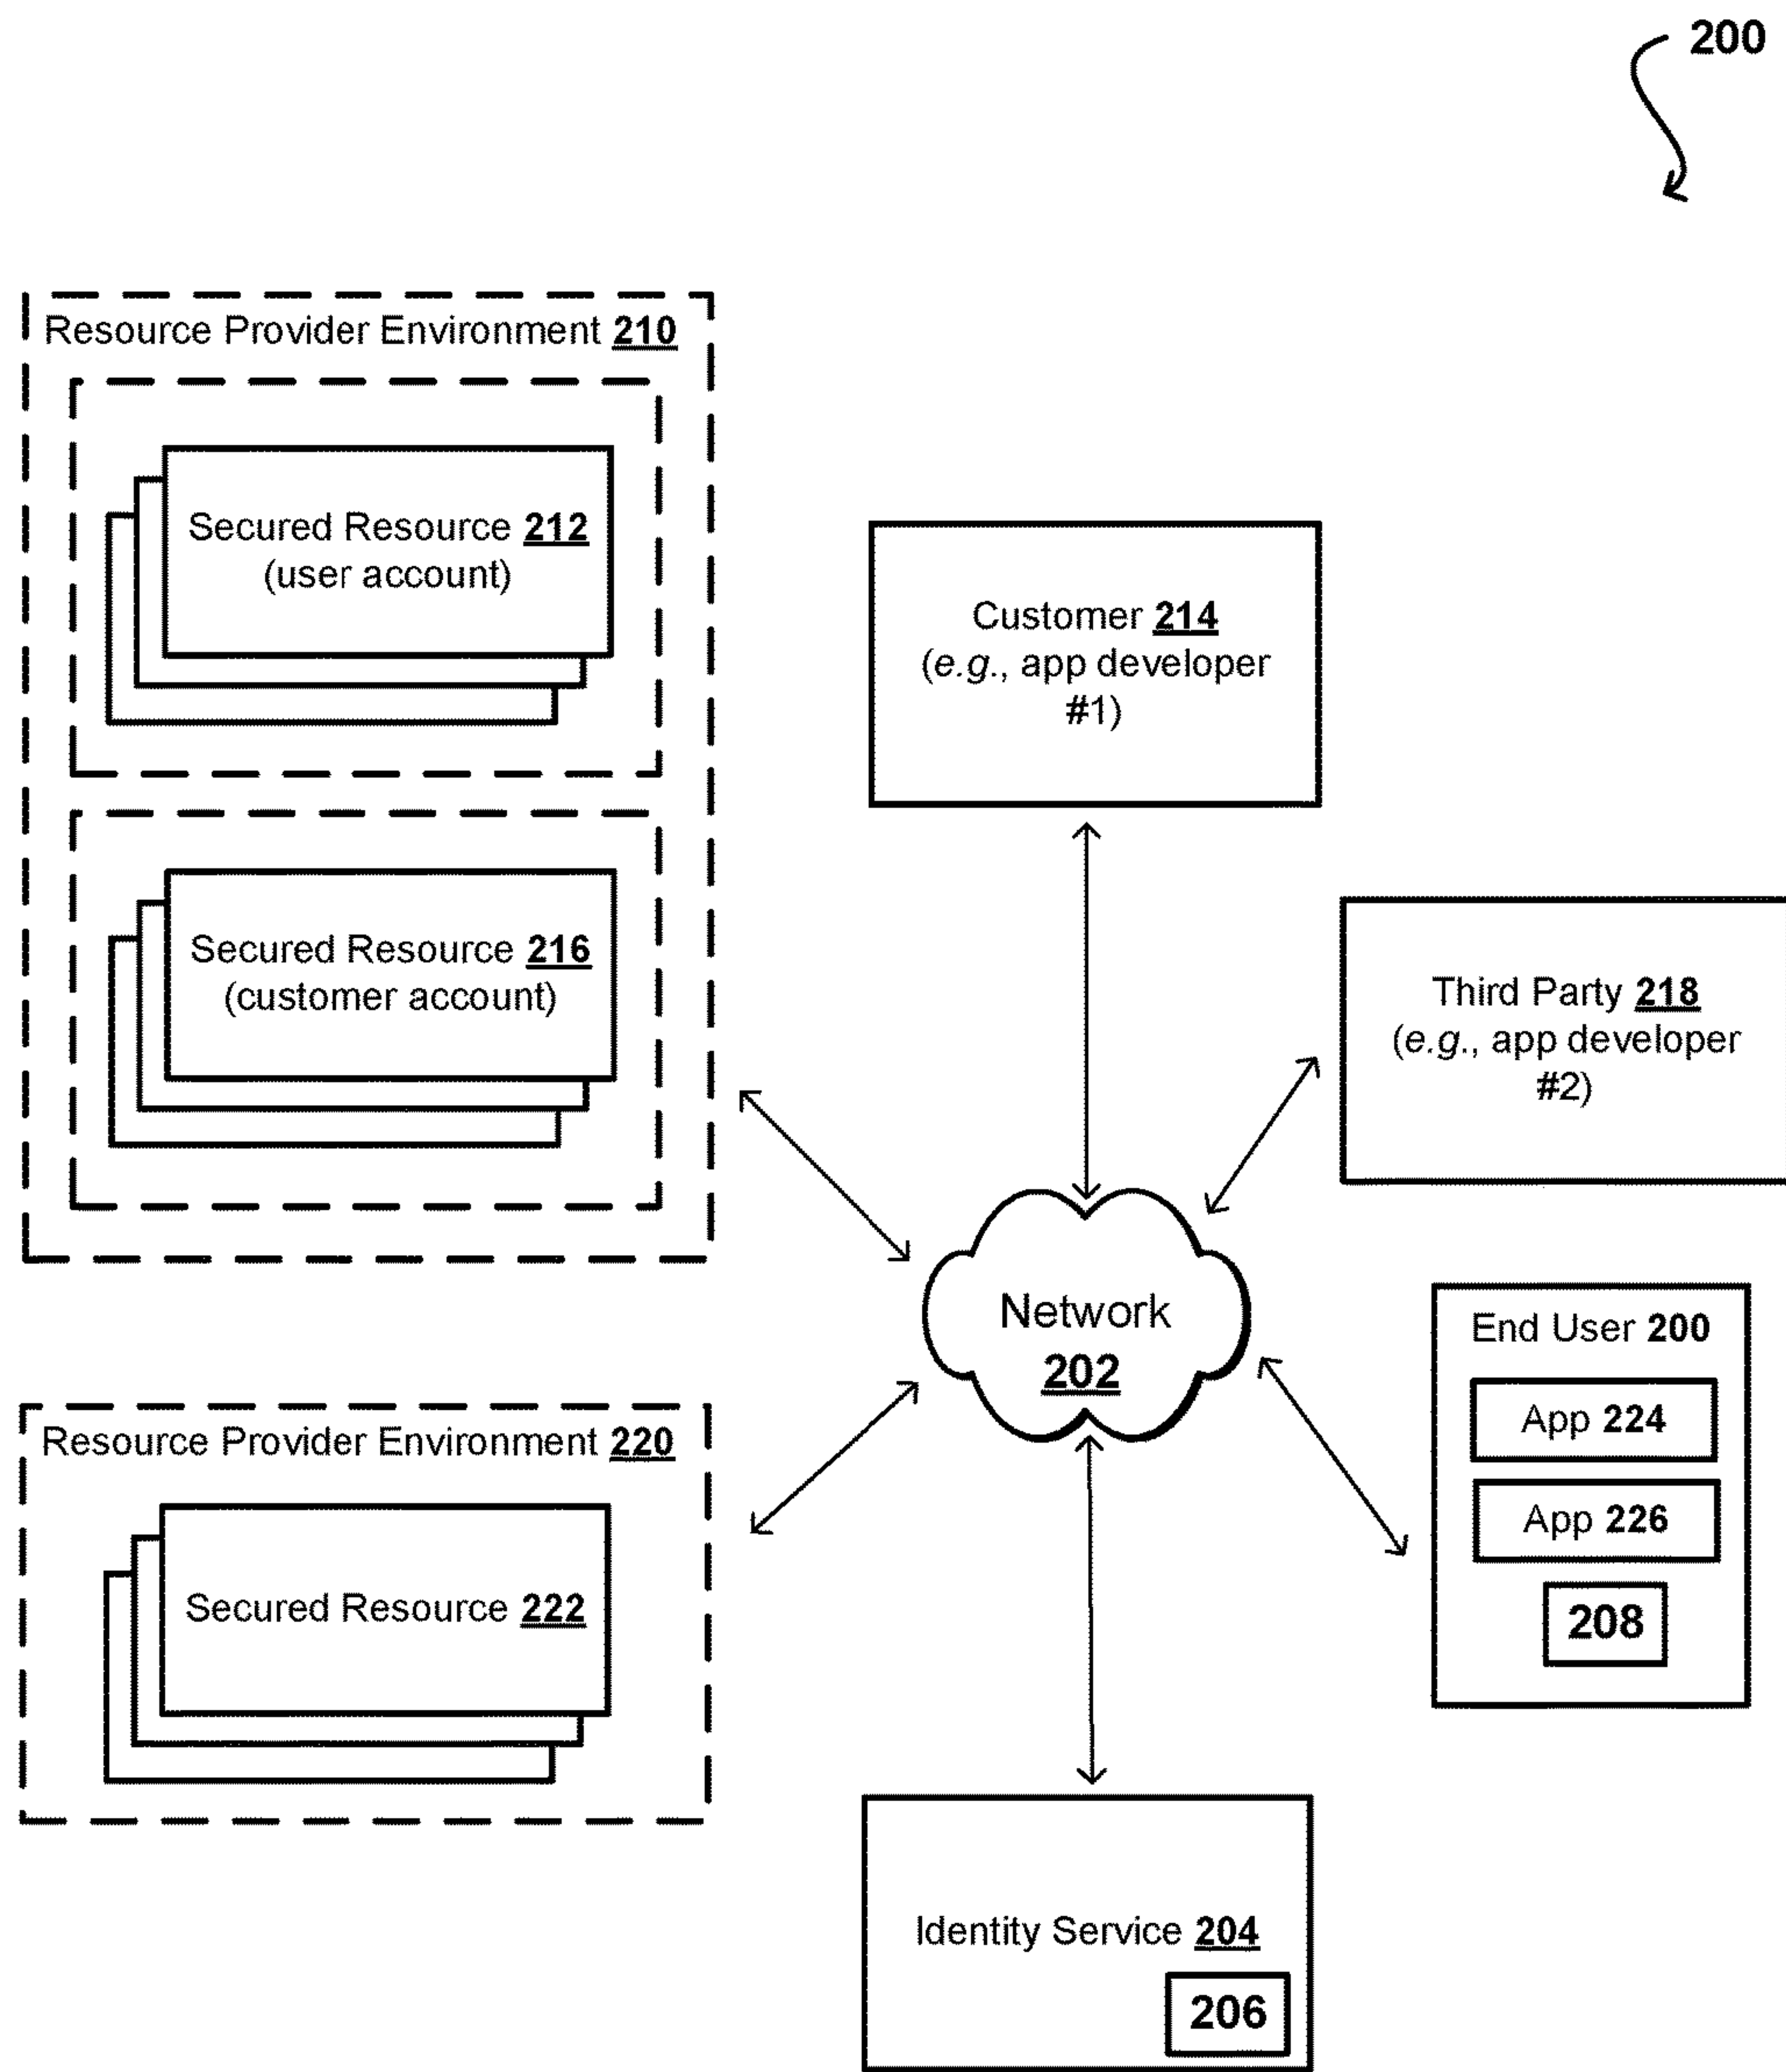 200
Resource Provider Environment 210
Secured Resource 212
(user account)
Secured Resource 216
(customer account)
Customer 214
(e.g., app developer
#1)
Third Party 218
(e.g., app developer
#2)
Network
202
End User 200
App 224
App 226
208
Resource Provider Environment 220
Secured Resource 222
Identity Service 204
206